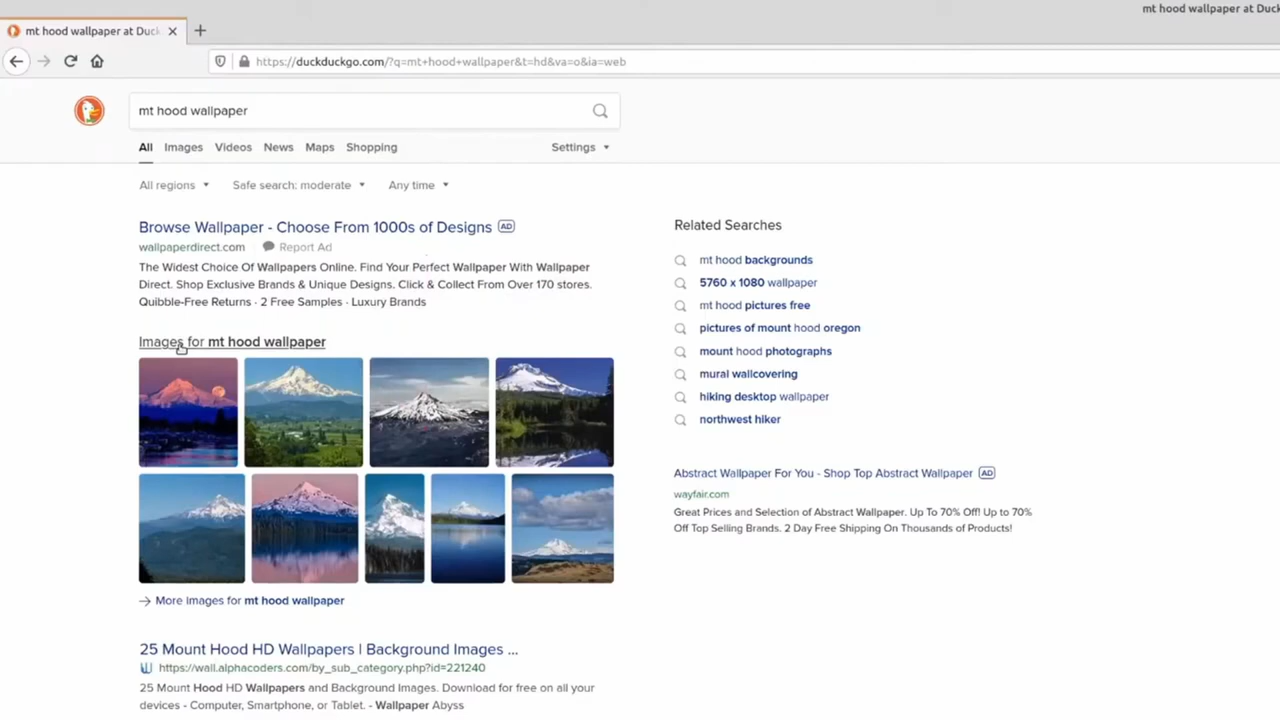 mt hood wallpaper at Duck
mt hood wallpaper at Duc
https://duckduckgo.com/?q=mt+hood+wallpaper&t=hd&va=o&ia=web
mt hood wallpaper
All Images Videos News Maps Shopping Settings
All regions Safe search: moderate Any time
Browse Wallpaper - Choose From 1000s of Designs AD
wallpaperdirect.com Report Ad
The Widest Choice Of Wallpapers Online. Find Your Perfect Wallpaper With Wallpaper
Direct. Shop Exclusive Brands & Unique Designs. Click & Collect From Over 170 stores.
Quibble-Free Returns · 2 Free Samples · Luxury Brands
Images for mt hood wallpaper
More Images for mt hood wallpaper
25 Mount Hood HD Wallpapers | Background Images ...
https://wall.alphacoders.com/by_sub_category.php?id=221240
25 Mount Hood HD Wallpapers and Background Images. Download for free on all your
devices - Computer, Smartphone, or Tablet. - Wallpaper Abyss
Related Searches
mt hood backgrounds
5760 x 1080 wallpaper
mt hood pictures free
pictures of mount hood oregon
mount hood photographs
mural wallcovering
hiking desktop wallpaper
northwest hiker
Abstract Wallpaper For You - Shop Top Abstract Wallpaper AD
wayfair.com
Great Prices and Selection of Abstract Wallpaper. Up To 70% Off! Up to 70%
Off Top Selling Brands. 2 Day Free Shipping On Thousands of Products!